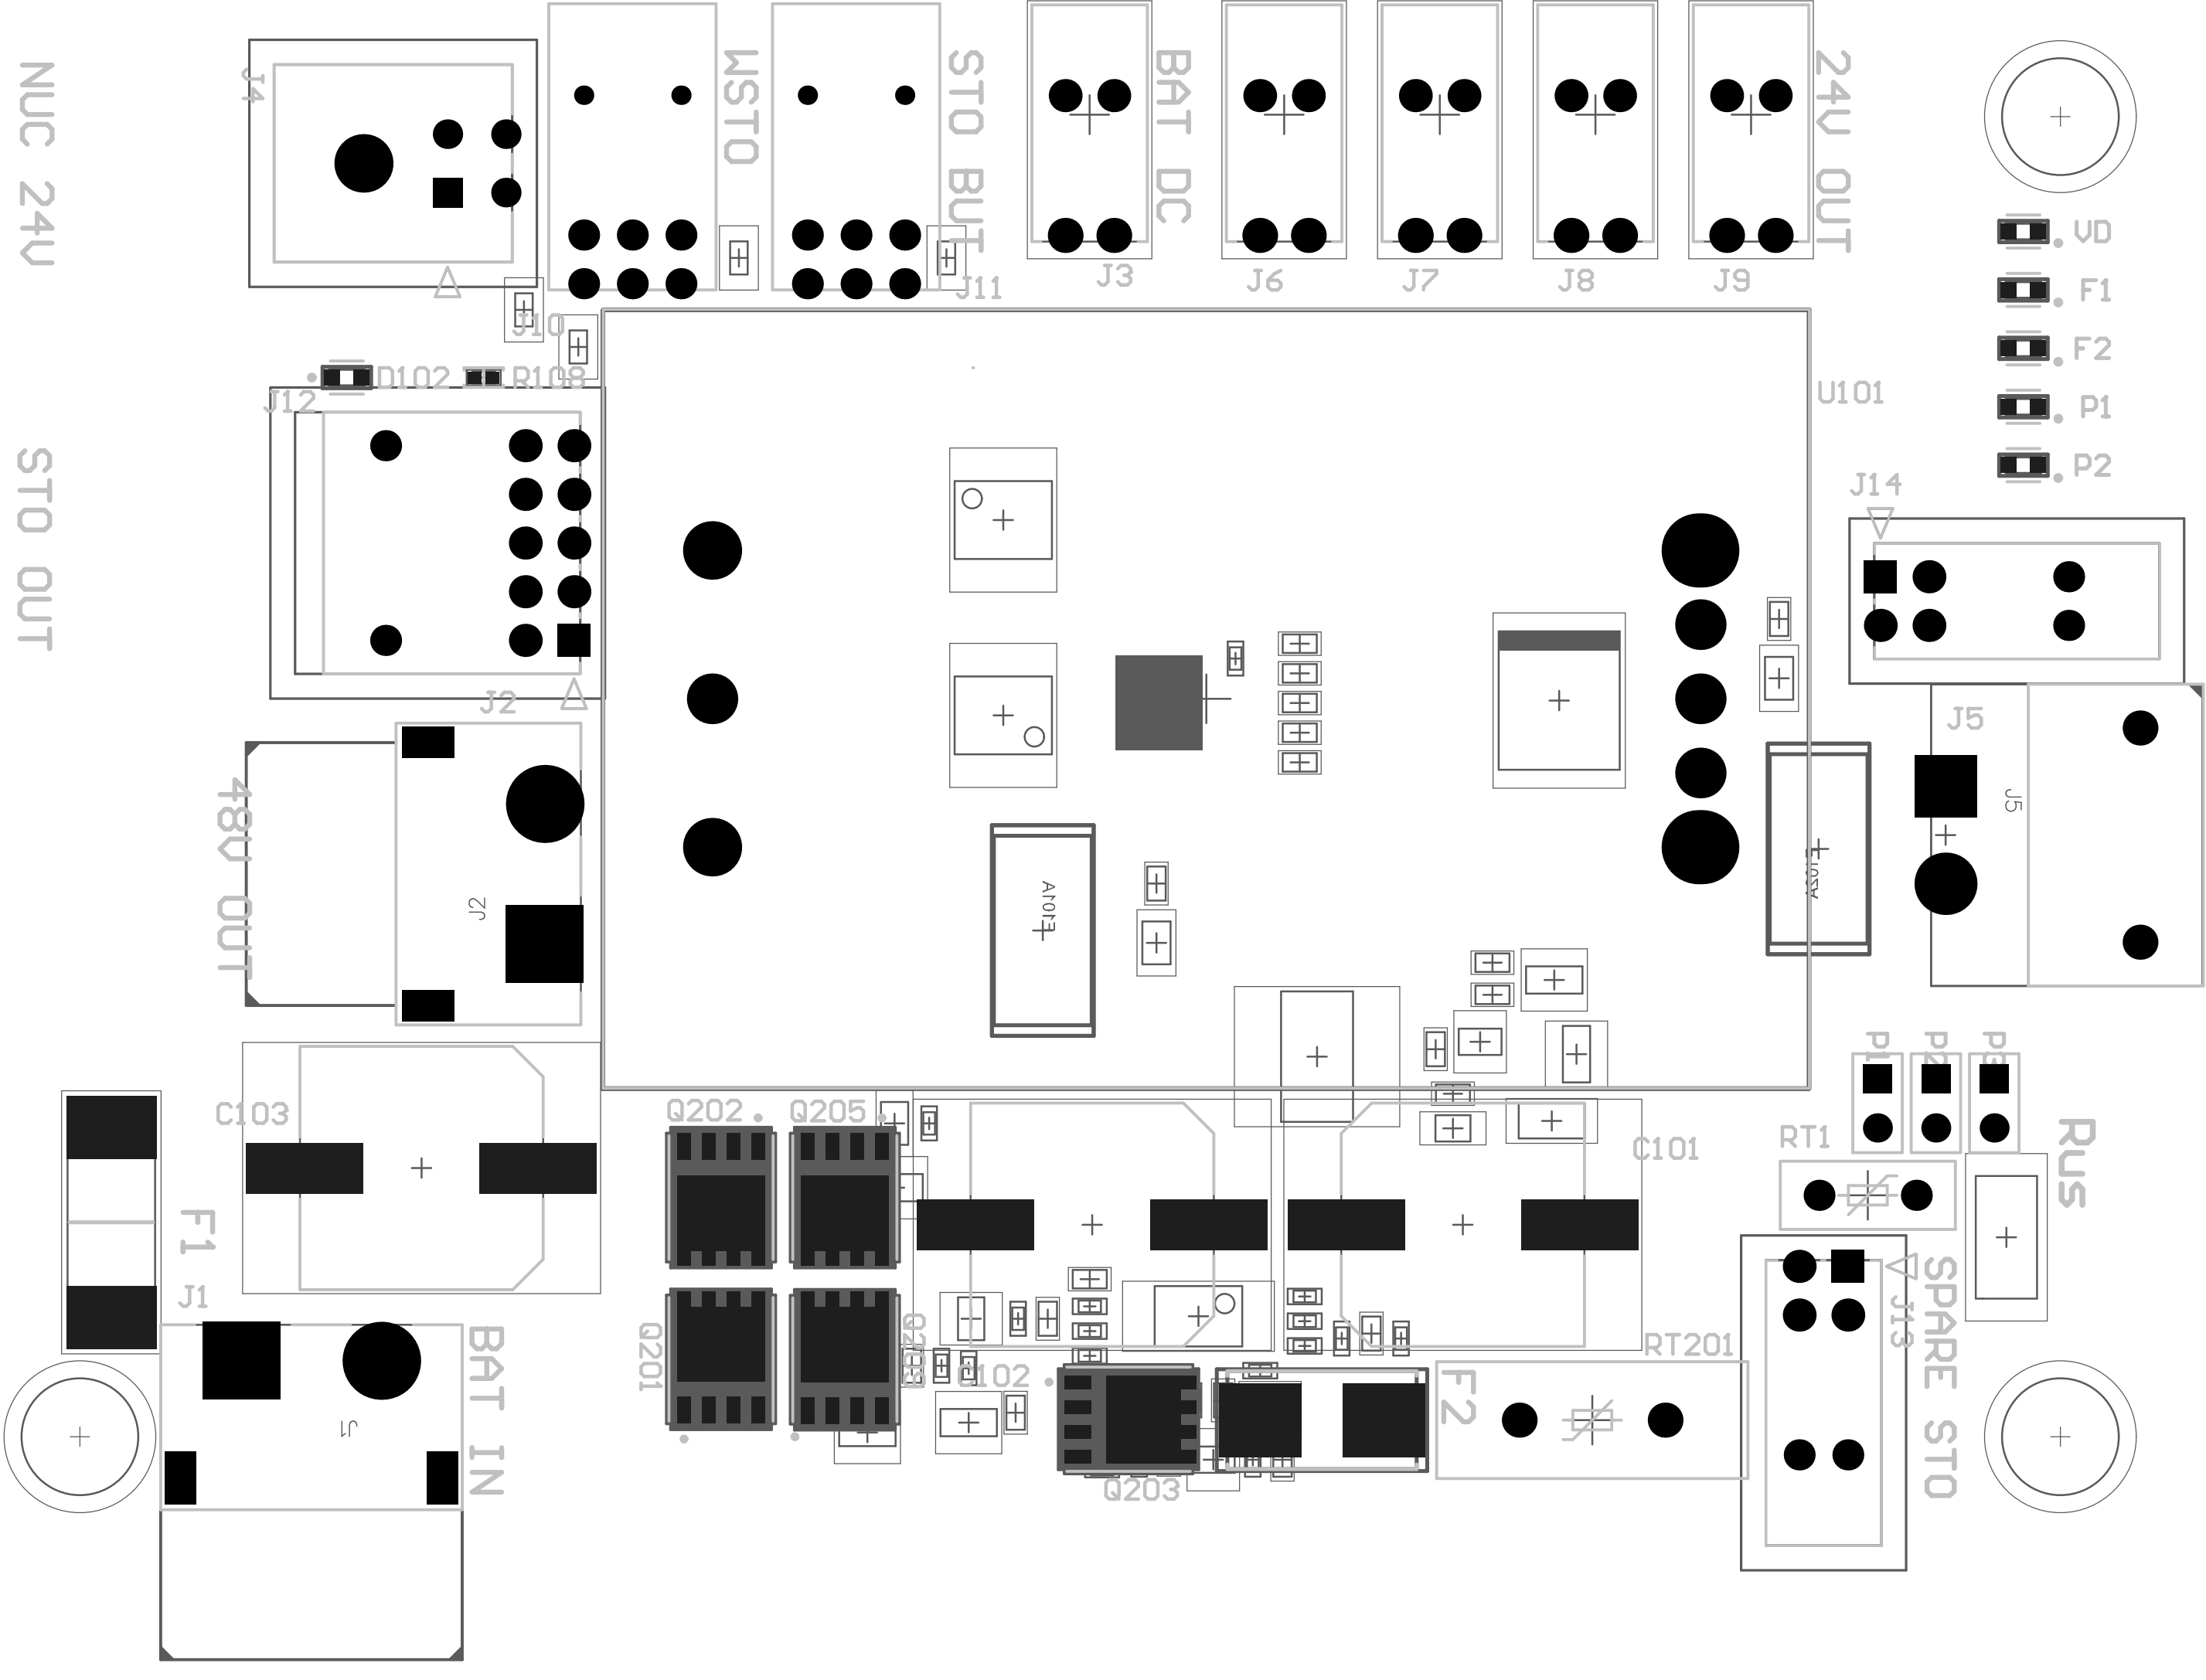 NUC 24V
J4
WSTO
STO BUT
BAT DC
24V OUT
J10
J11
J3
J6
J7
J8
J9
VD
F1
F2
P1
P2
U101
D102
R108
J12
STO OUT
J14
J2
J5
J5
48V OUT
J2
F101A
C103
Q202
Q205
P1
P2
P3
RT1
C101
Rus
F1
J1
BAT IN
J1
Q201
C102
Q203
F2
RT201
J13
SPARE STO